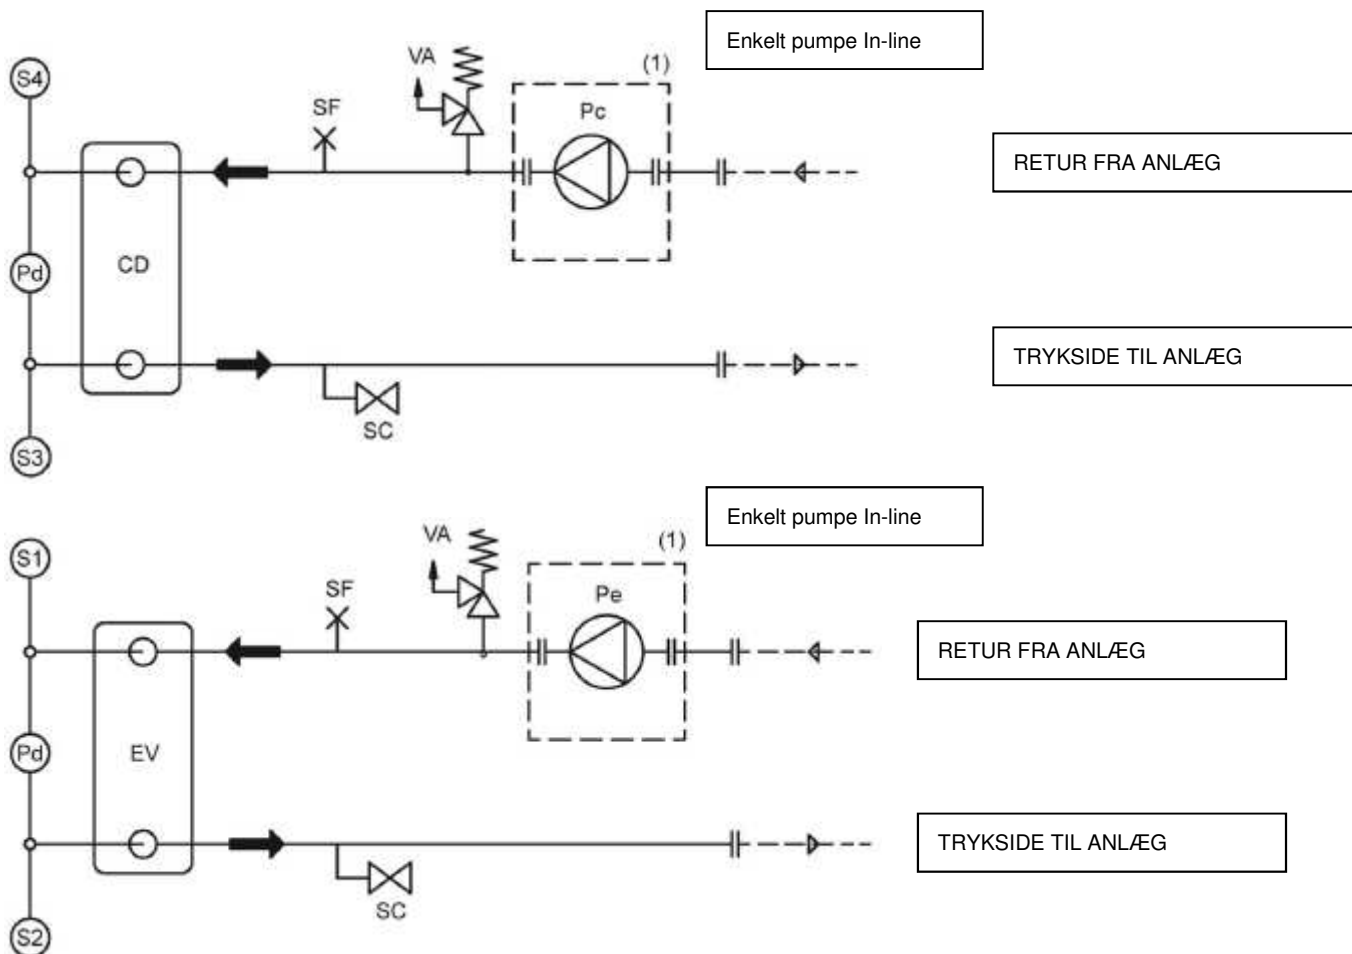 Enkelt pumpe In-line
VA
(1)
S4
SF
Pc
RETUR FRA ANLÆG
CD
Pd
TRYKSIDE TIL ANLÆG
SC
S3
Enkelt pumpe In-line
VA
(1)
S1
SF
Pe
RETUR FRA ANLÆG
Pd
EV
TRYKSIDE TIL ANLÆG
SC
S2